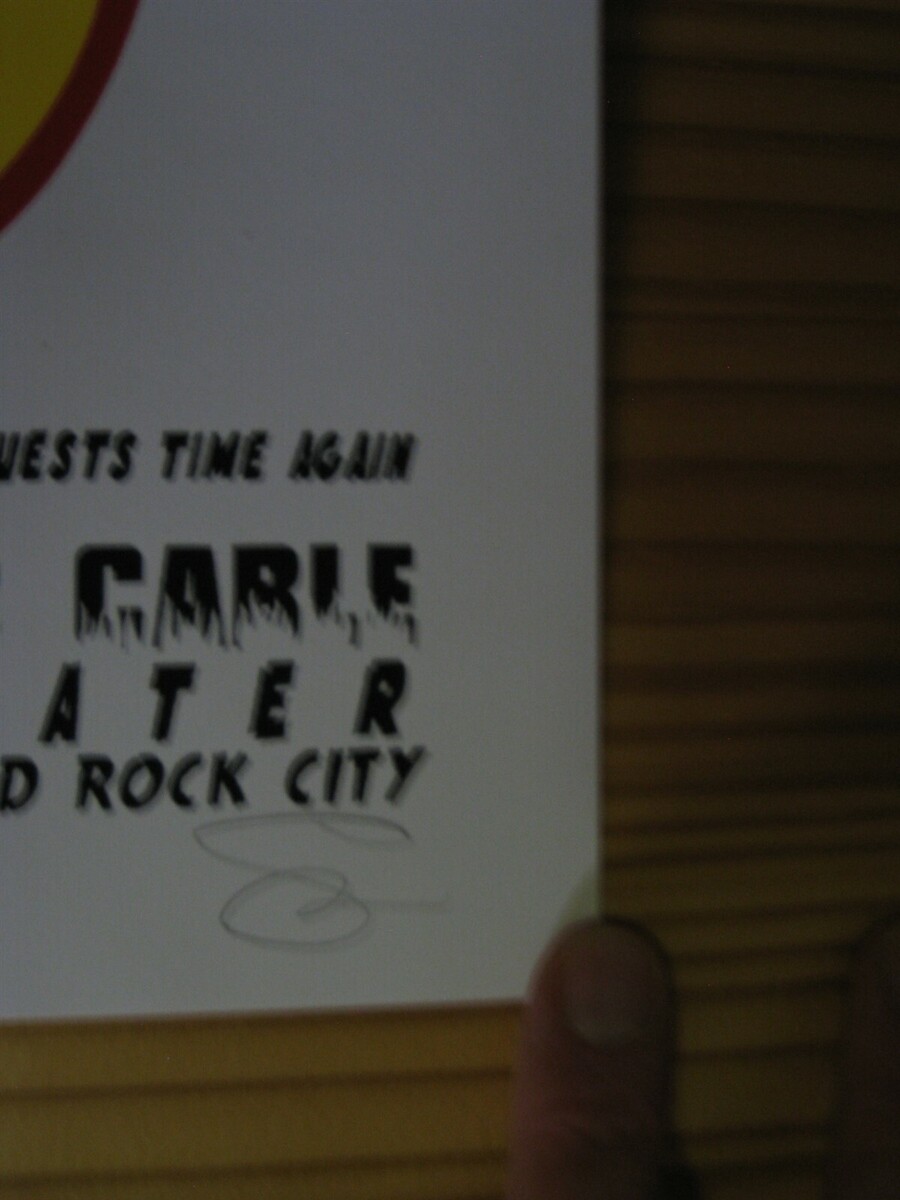 UESTS TIME AGAIN
CABLE
ATER
D ROCK CITY